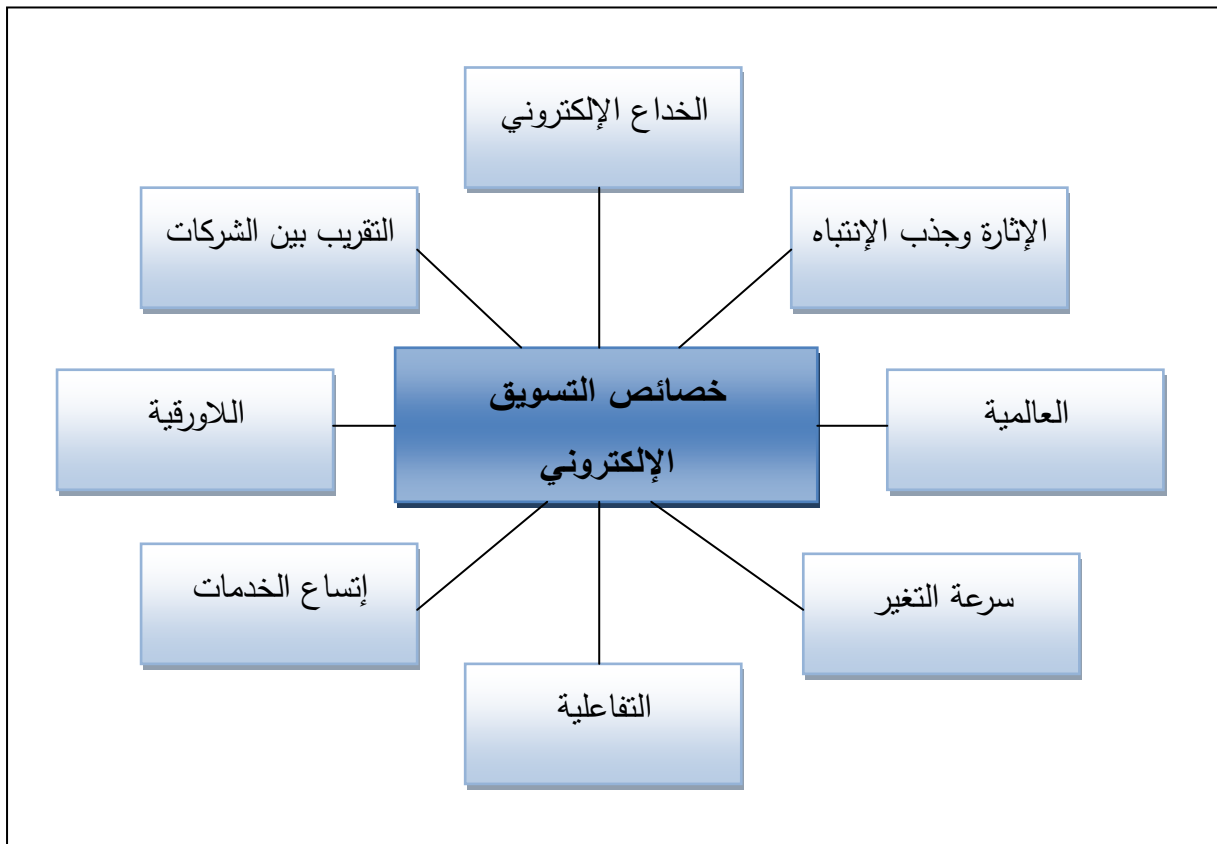 الخداع الإلكتروني
الإثارة وجذب الإنتباه
التقريب بين الشركات
خصائص التسويق
الإلكتروني
العالمية
اللاورقية
سرعة التغير
إتساع الخدمات
التفاعلية